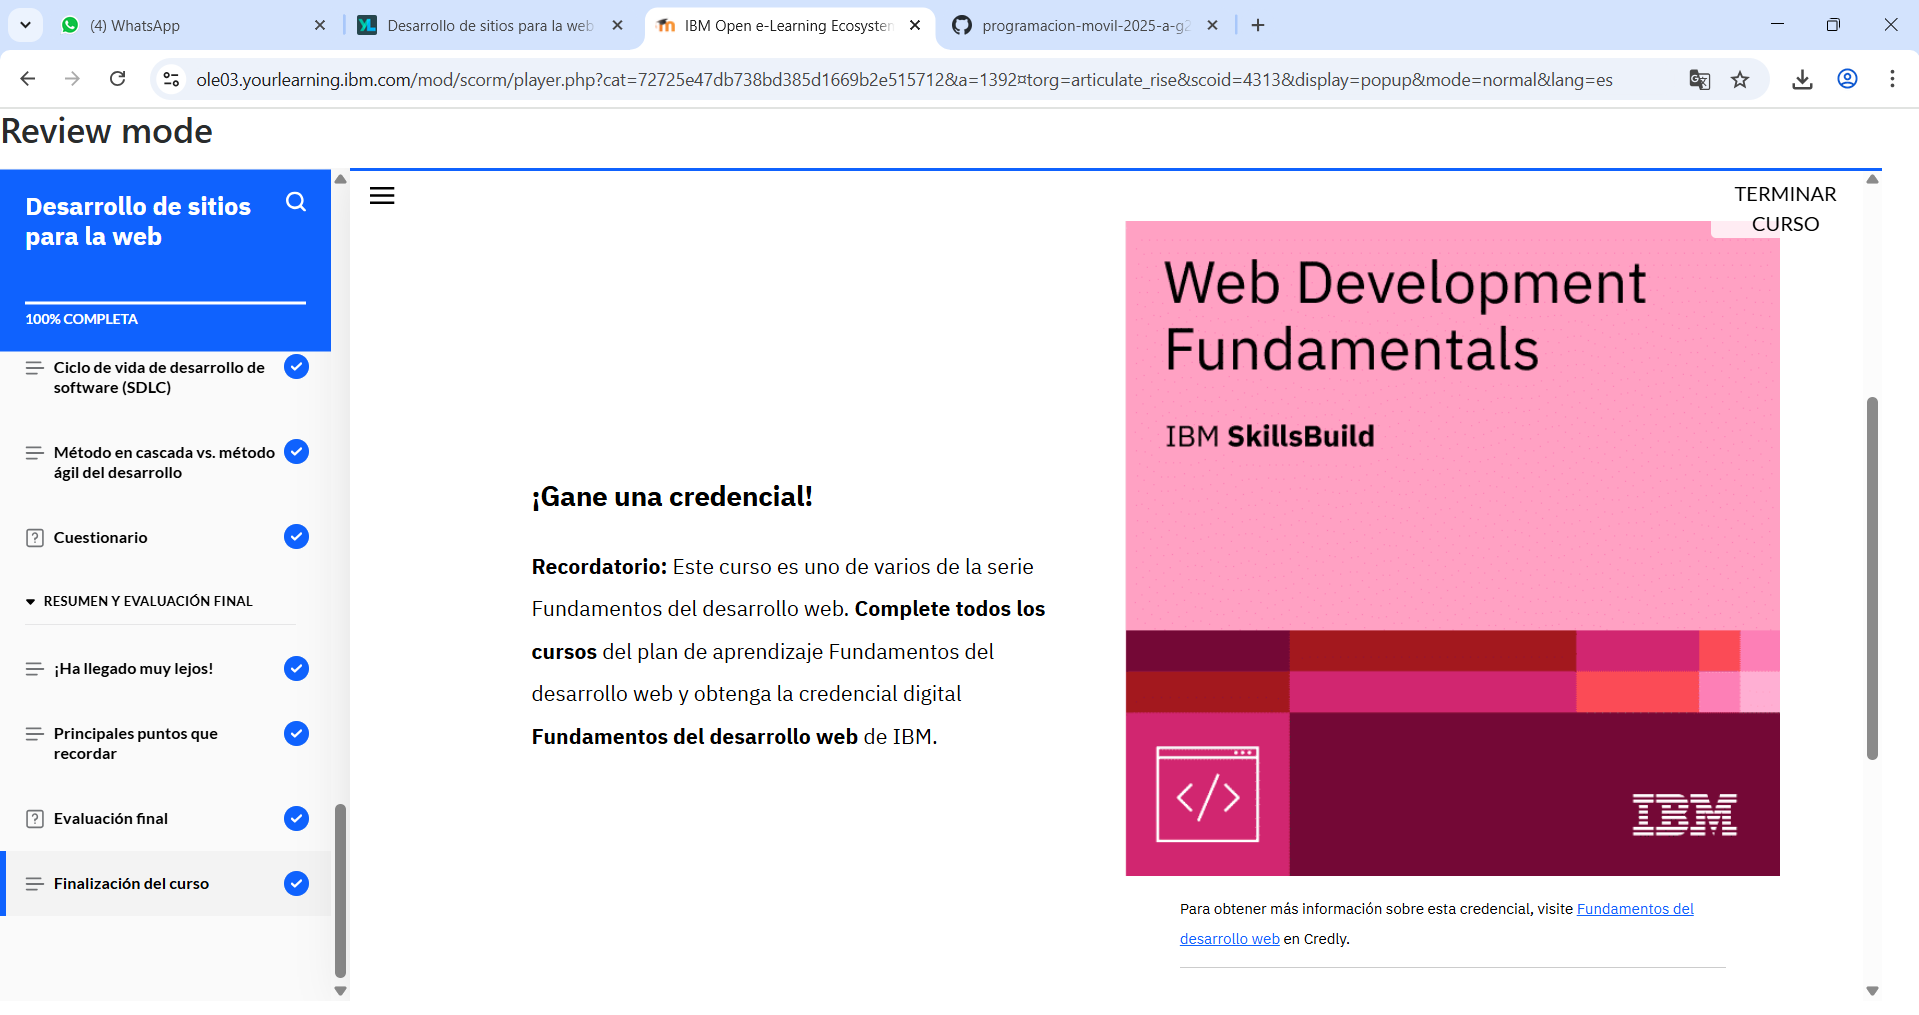 (4) WhatsApp
Desarrollo de sitios para la web
IBM Open e-Learning Ecosystem
programacion-movil-2025-a-g2
ole03.yourlearning.ibm.com/mod/scorm/player.php?cat=72725e47db738bd385d1669b2e515712&a=1392¤torg=articulate_rise&scoid=4313&display=popup&mode=normal&lang=es
Review mode
Desarrollo de sitios
para la web
100% COMPLETA
Ciclo de vida de desarrollo de
software (SDLC)
Método en cascada vs. método
ágil del desarrollo
Cuestionario
RESUMEN Y EVALUACIÓN FINAL
¡Ha llegado muy lejos!
Principales puntos que
recordar
Evaluación final
Finalización del curso
TERMINAR
CURSO
¡Gane una credencial!
Recordatorio: Este curso es uno de varios de la serie
Fundamentos del desarrollo web. Complete todos los
cursos del plan de aprendizaje Fundamentos del
desarrollo web y obtenga la credencial digital
Fundamentos del desarrollo web de IBM.
Web Development
Fundamentals
IBM SkillsBuild
</>
IBM
Para obtener más información sobre esta credencial, visite Fundamentos del
desarrollo web en Credly.